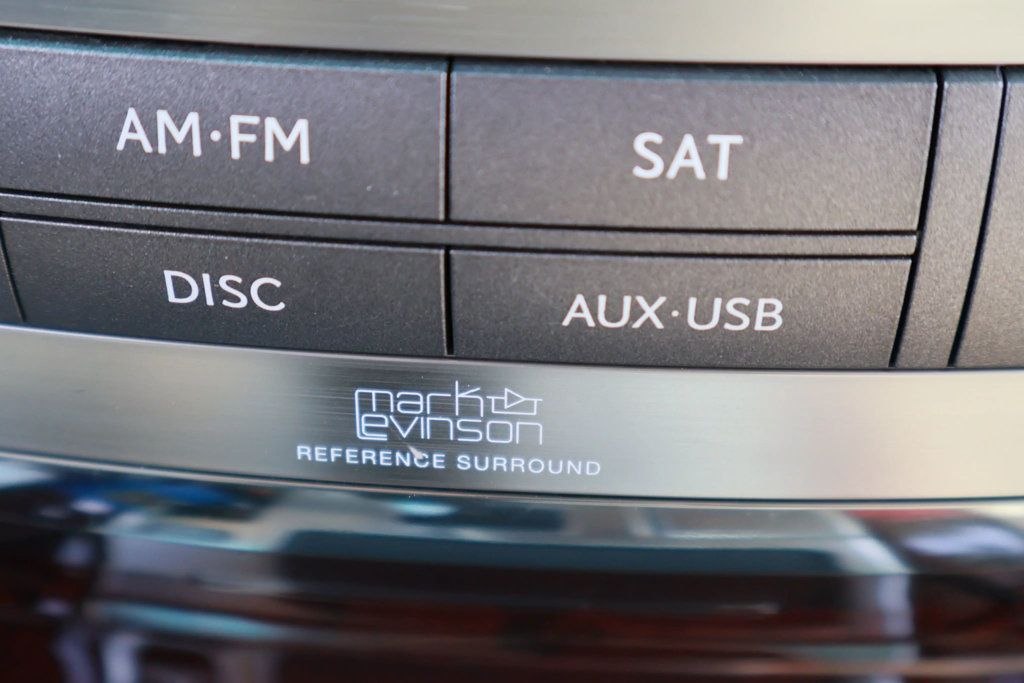 AM·FM
SAT
DISC
AUX·USB
mark
Levinson
REFERENCE SURROUND